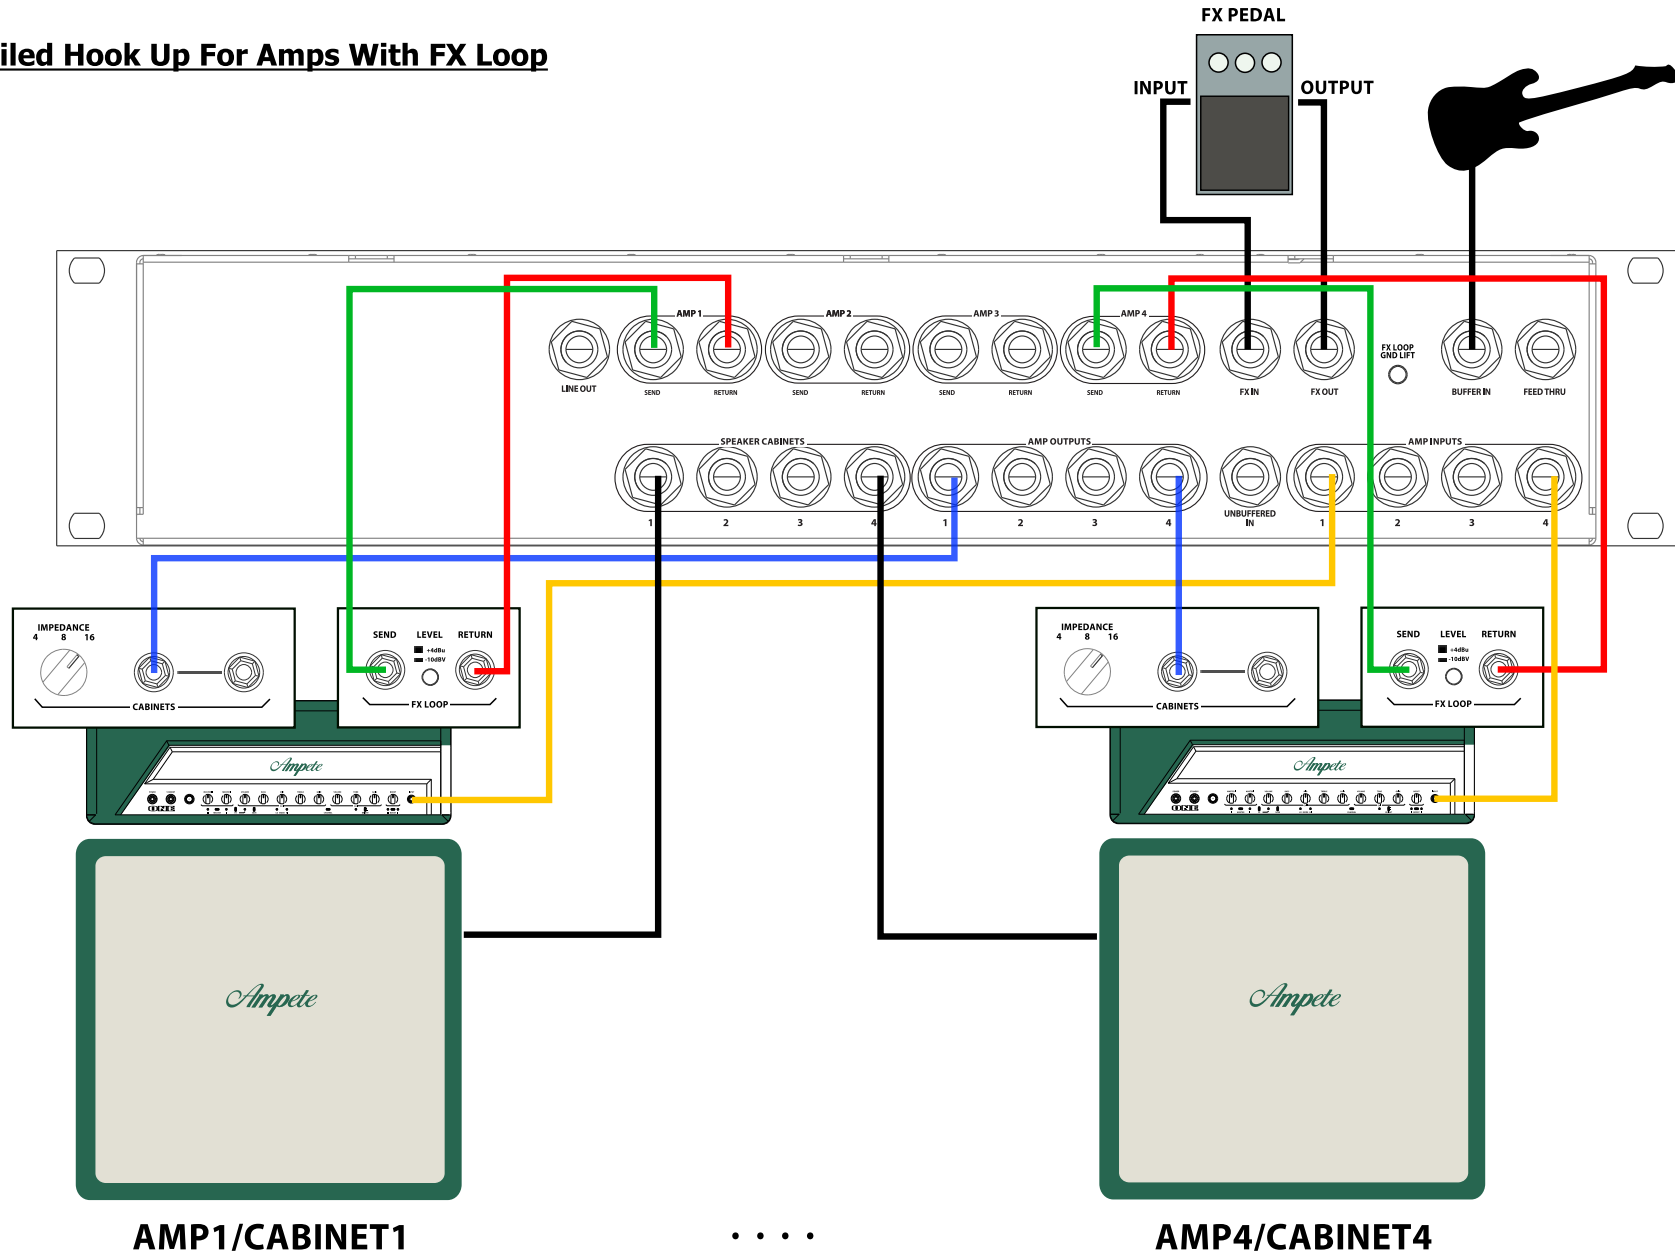 FX PEDAL
iled Hook Up For Amps With FX Loop
INPUT OUTPUT
AMP 1 AMP 2 AMP 3 AMP 4
FX LOOP
GND LIFT
LINE OUT SEND RETURN SEND RETURN SEND RETURN SEND RETURN FX IN FX OUT BUFFER IN FEED THRU
SPEAKER CABINETS AMP OUTPUTS AMP INPUTS
UNBUFFERED
IN
1 2 3 4 1 2 3 4 1 2 3 4
IMPEDANCE
4 8 16
CABINETS
SEND LEVEL RETURN
+4dBu
-10dBV
FX LOOP
IMPEDANCE
4 8 16
CABINETS
SEND LEVEL RETURN
+4dBu
-10dBV
FX LOOP
Ampete
ONE
Ampete
ONE
Ampete
Ampete
AMP1/CABINET1 . . . . AMP4/CABINET4